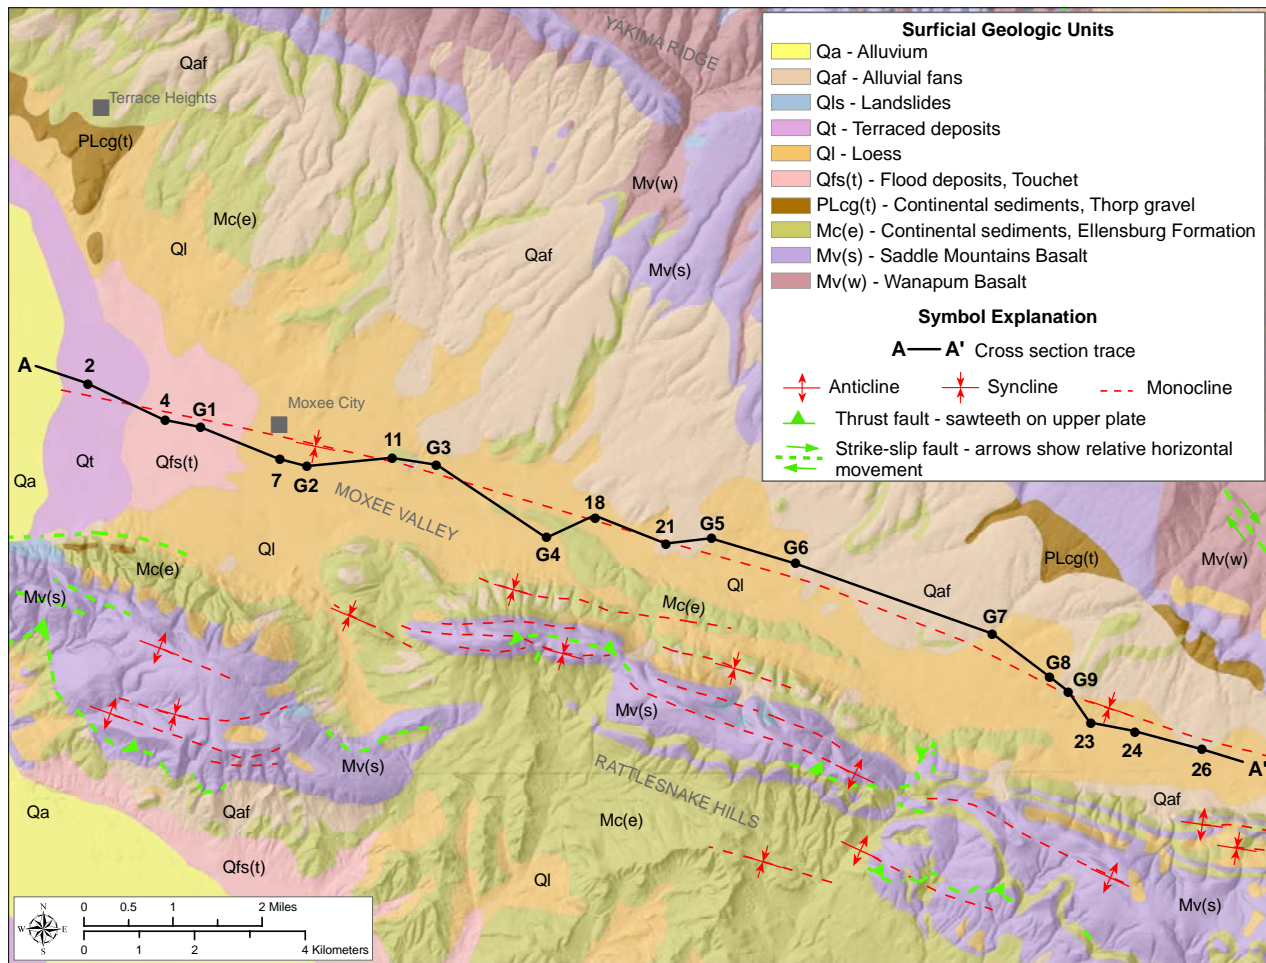 Surficial Geologic Units
Qa - Alluvium
Qaf - Alluvial fans
Qls - Landslides
Qt - Terraced deposits
Ql - Loess
Qfs(t) - Flood deposits, Touchet
PLcg(t) - Continental sediments, Thorp gravel
Mc(e) - Continental sediments, Ellensburg Formation
Mv(s) - Saddle Mountains Basalt
Mv(w) - Wanapum Basalt
Symbol Explanation
A A' Cross section trace
Anticline Syncline Monocline
Thrust fault - sawteeth on upper plate
Strike-slip fault - arrows show relative horizontal
movement
YAKIMA RIDGE
Qaf
Terrace Heights
PLcg(t)
Mv(w)
Mc(e)
Ql
Qaf
Mv(s)
A
2
4
G1
Moxee City
7
G2
11
G3
G4
18
21
G5
G6
G7
G8
G9
23
24
26
A'
Qt
Qfs(t)
Qa
MOXEE VALLEY
Ql
Ql
Qaf
PLcg(t)
Mv(w)
Mc(e)
Mv(s)
Mc(e)
Mv(s)
Mv(s)
RATTLESNAKE HILLS
Qaf
Qa
Qaf
Mc(e)
Qfs(t)
Ql
Mv(s)
N
W E
S
0 0.5 1 2 Miles
0 1 2 4 Kilometers